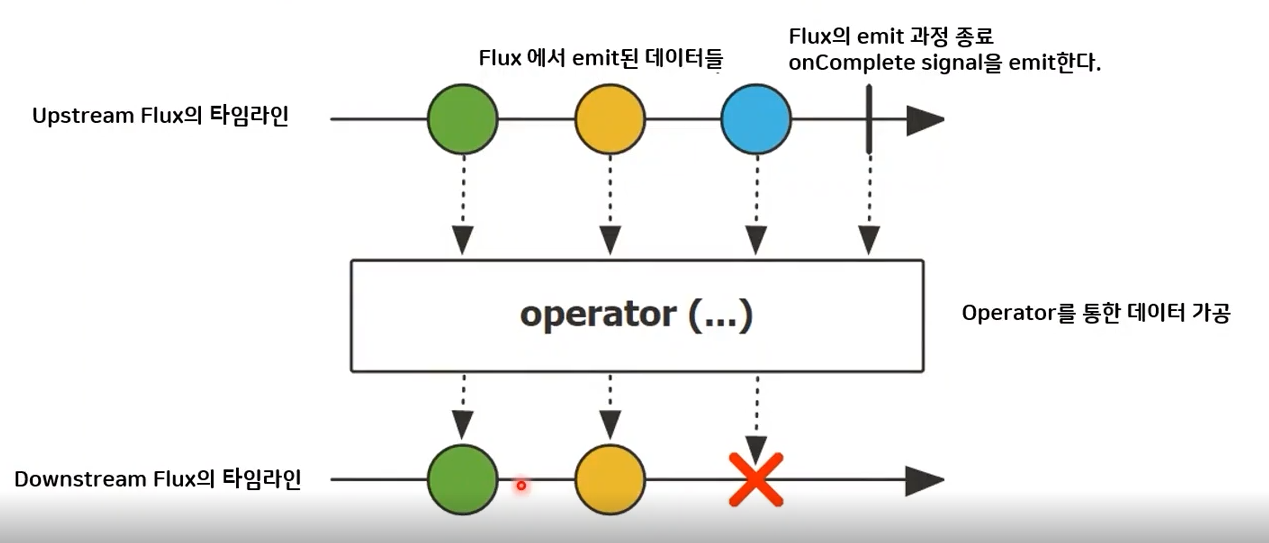 Flux 에서 emit된 데이터들
Flux의 emit 과정 종료
onComplete signal을 emit한다.
Upstream Flux의 타임라인
operator (...)
Operator를 통한 데이터 가공
Downstream Flux의 타임라인